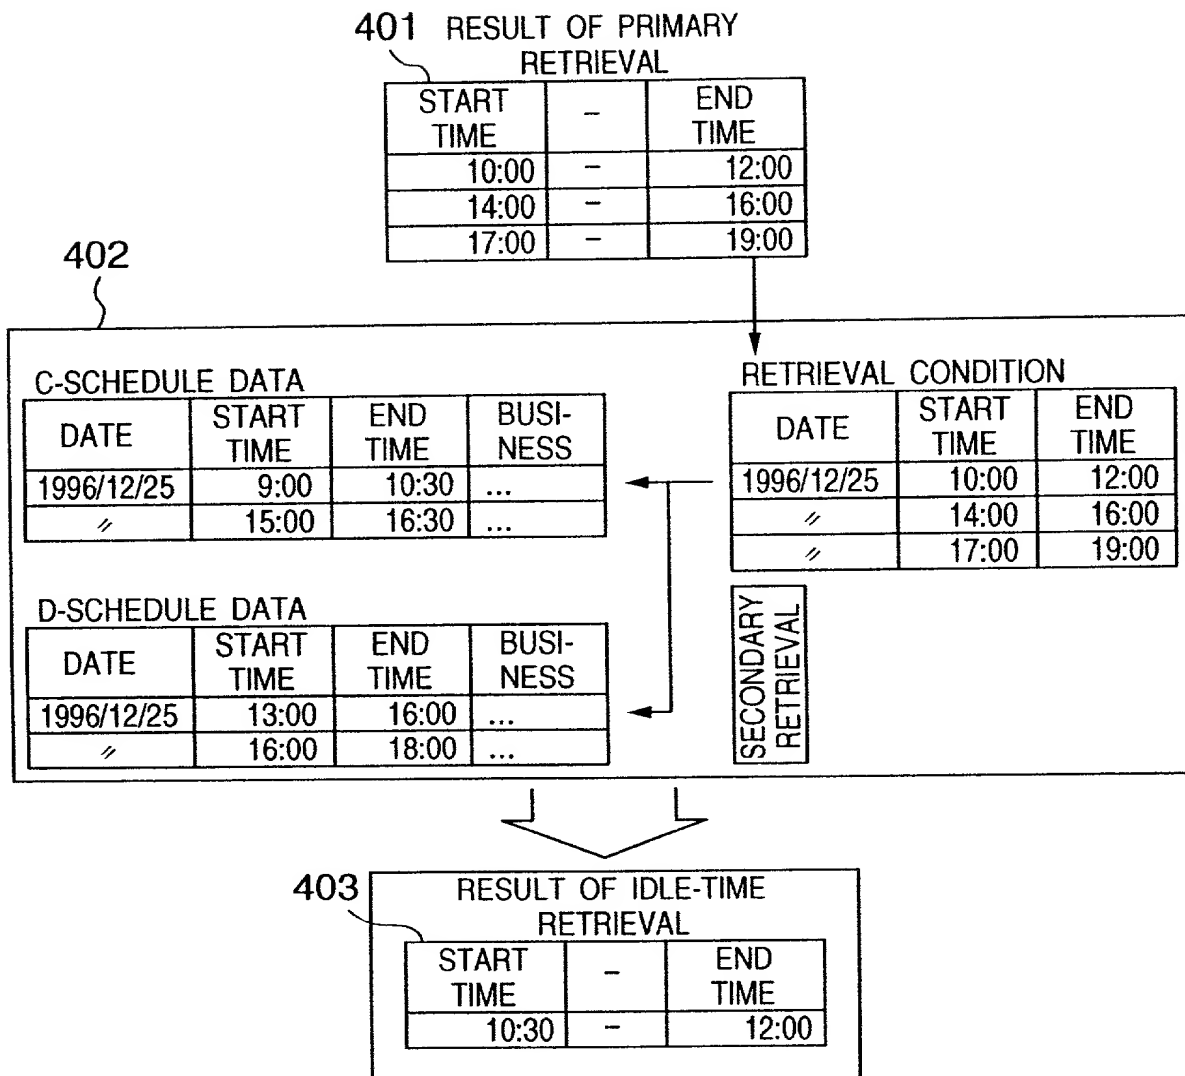 401 RESULT OF PRIMARY
RETRIEVAL
START TIME - END TIME
10:00 - 12:00
14:00 - 16:00
17:00 - 19:00
402
C-SCHEDULE DATA
DATE START TIME END TIME BUSI-NESS
1996/12/25 9:00 10:30 ...
〃 15:00 16:30 ...
RETRIEVAL CONDITION
DATE START TIME END TIME
1996/12/25 10:00 12:00
〃 14:00 16:00
〃 17:00 19:00
D-SCHEDULE DATA
DATE START TIME END TIME BUSI-NESS
1996/12/25 13:00 16:00 ...
〃 16:00 18:00 ...
SECONDARY
RETRIEVAL
403 RESULT OF IDLE-TIME
RETRIEVAL
START TIME - END TIME
10:30 - 12:00